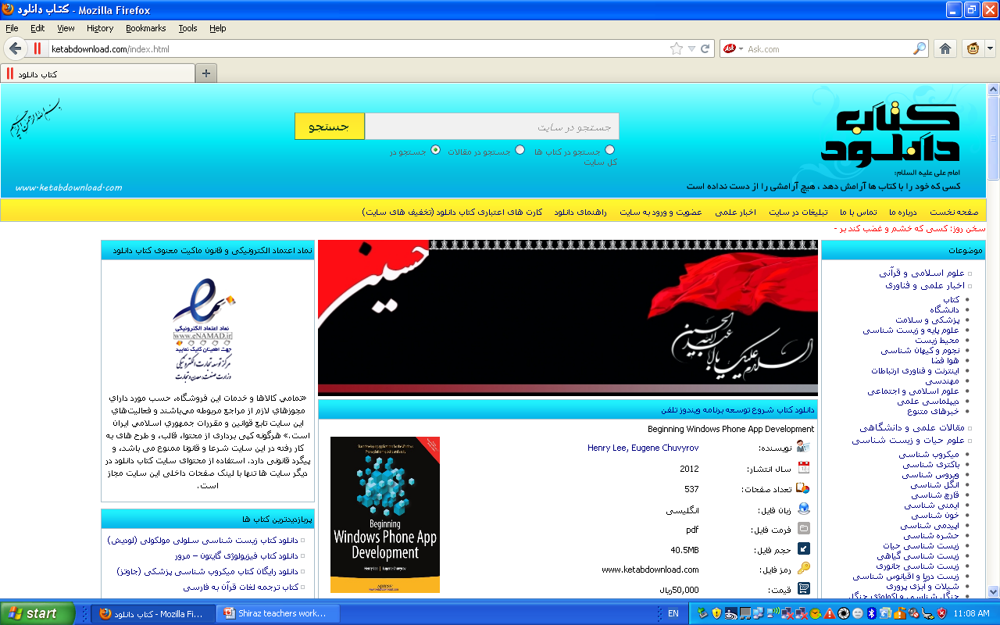 کتاب دانلود - Mozilla Firefox
File Edit View History Bookmarks Tools Help
ketabdownload.com/index.html
Ask.com
کتاب دانلود
بسم الله الرحمن الرحیم
جستجو در سایت
جستجو
جستجو در کتاب ها جستجو در مقالات جستجو در
کل سایت
کتاب
دانلود
امام علی علیه السلام:
کسی که خود را با کتاب ها آرامش دهد ، هیچ آرامشی را از دست نداده است
www.ketabdownload.com
صفحه نخست درباره ما تماس با ما تبلیغات در سایت اخبار علمی عضویت و ورود به سایت راهنمای دانلود کارت های اعتباری کتاب دانلود (تخفیف های سایت)
سخن روز: کسی که خشم و غضب کند بر -
موضوعات
علوم اسلامی و قرآنی
اخبار علمی و فناوری
کتاب
دانشگاه
پزشکی و سلامت
علوم پایه و زیست شناسی
محیط زیست
نجوم و کیهان شناسی
هوا فضا
اینترنت و فناوری ارتباطات
مهندسی
علوم اسلامی و اجتماعی
دیپلماسی علمی
خبرهای متنوع
مقالات علمی و دانشگاهی
علوم حیات و زیست شناسی
میکروب شناسی
باکتری شناسی
ویروس شناسی
انگل شناسی
قارچ شناسی
ایمنی شناسی
خون شناسی
اپیدمی شناسی
حشره شناسی
زیست شناسی حیات
زیست شناسی گیاهی
زیست شناسی جانوری
زیست دریا و اقیانوس شناسی
شیلات و آبزی پروری
جنگل شناسی و اکولوژی جنگل
حسین
السلام علیک یا ابا عبدالله الحسین
دانلود کتاب شروع توسعه برنامه ویندوز تلفن
Beginning Windows Phone App Development
نویسنده: Henry Lee, Eugene Chuvyrov
سال انتشار: 2012
تعداد صفحات: 537
زبان فایل: انگلیسی
فرمت فایل: pdf
حجم فایل: 40.5MB
رمز فایل: www.ketabdownload.com
قیمت: 50,000ریال
Beginning
Windows Phone App
Development
Henry Lee | Eugene Chuvyrov
Apress
نماد اعتماد الکترونیکی و قانون ماکیت معنوی کتاب دانلود
نماد اعتماد الکترونیکی
www.eNAMAD.ir
جهت اطمینان کلیک نمایید
مرکز توسعه تجارت الکترونیکی
وزارت صنعت، معدن و تجارت
«تمامي کالاها و خدمات این فروشگاه، حسب مورد داراي
مجوزهاي لازم از مراجع مربوطه مي‌باشند و فعالیت‌هاي
این سایت تابع قوانین و مقررات جمهوري اسلامي ایران
است.» هرگونه کپی برداری از محتوا، قالب، و طرح های به
کار رفته در این سایت شرعا و قانونا ممنوع می باشد، و
پیگرد قانونی دارد. استفاده از محتوای سایت کتاب دانلود در
دیگر سایت ها تنها با لینک صفحات داخلی این سایت مجاز
است.
پربازدیدترین کتاب ها
دانلود کتاب زیست شناسی سلولی مولکولی (لودیش)
دانلود کتاب فیزیولوژی گایتون – مرور
دانلود رایگان کتاب میکروب شناسی پزشکی (جاوتز)
کتاب ترجمه لغات قرآن به فارسی
start
کتاب دانلود - Mozilla Fi...
Shiraz teachers work...
EN
11:08 AM